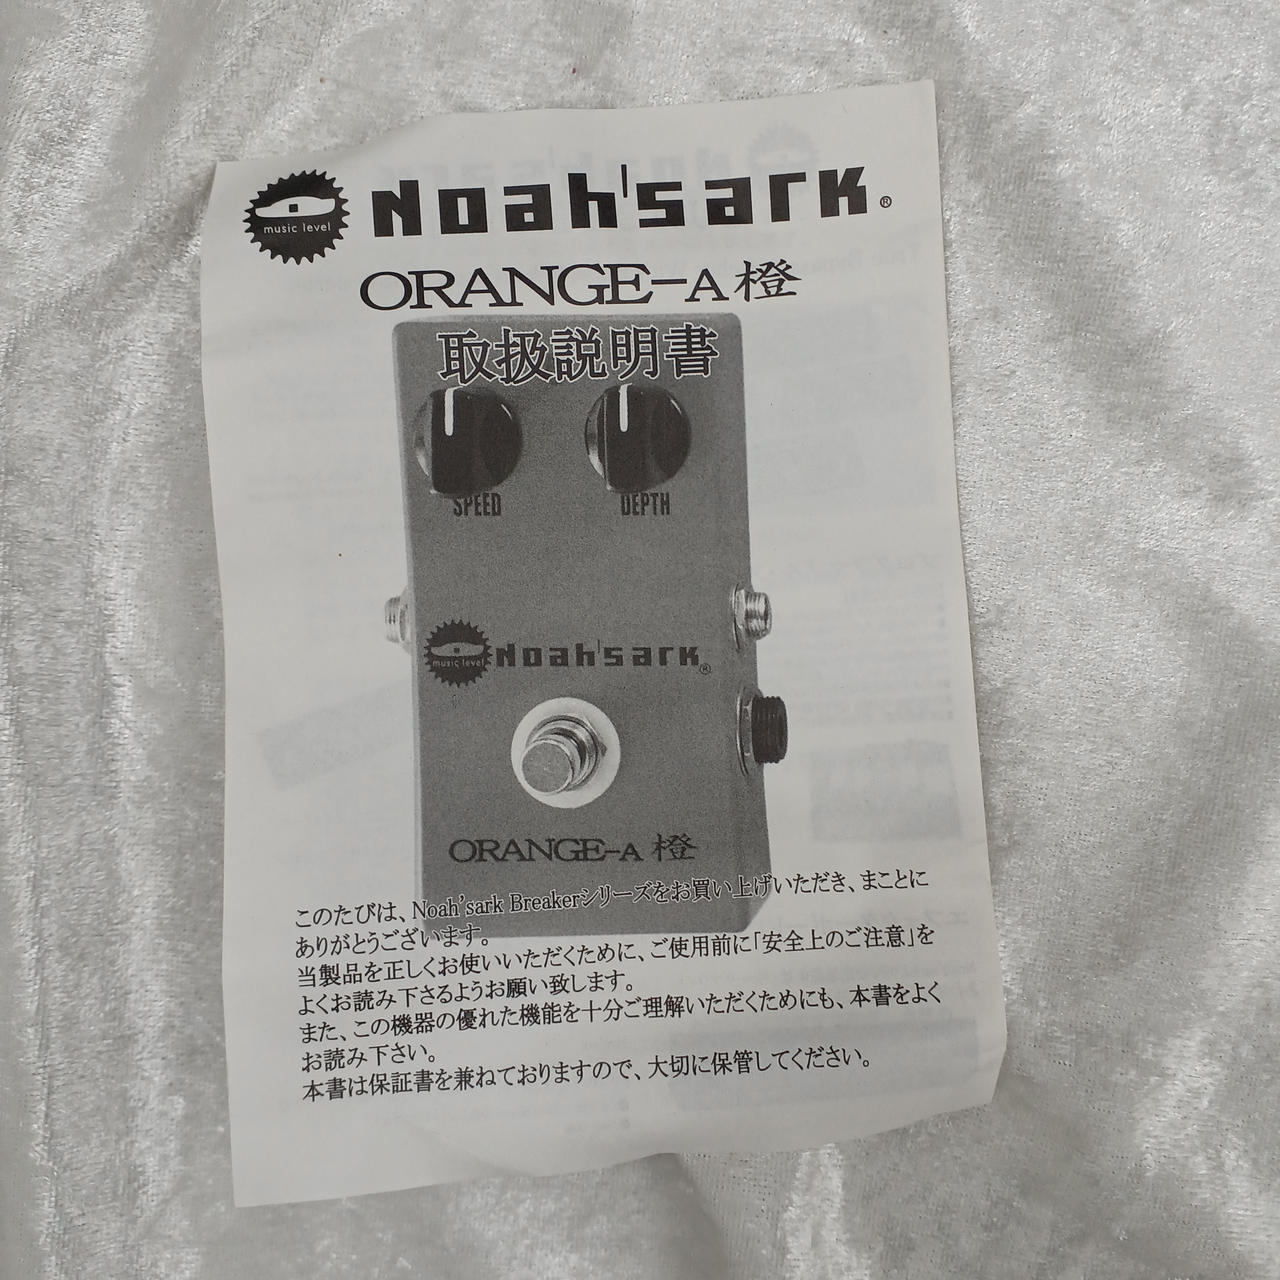 music level
Noah'sark®
ORANGE-A 橙
取扱説明書
SPEED
DEPTH
music level
Noah'sark®
ORANGE-A 橙
このたびは、Noah'sark Breakerシリーズをお買い上げいただき、まことに
ありがとうございます。
当製品を正しくお使いいただくために、ご使用前に「安全上のご注意」を
よくお読み下さるようお願い致します。
また、この機器の優れた機能を十分ご理解いただくためにも、本書をよく
お読み下さい。
本書は保証書を兼ねておりますので、大切に保管してください。